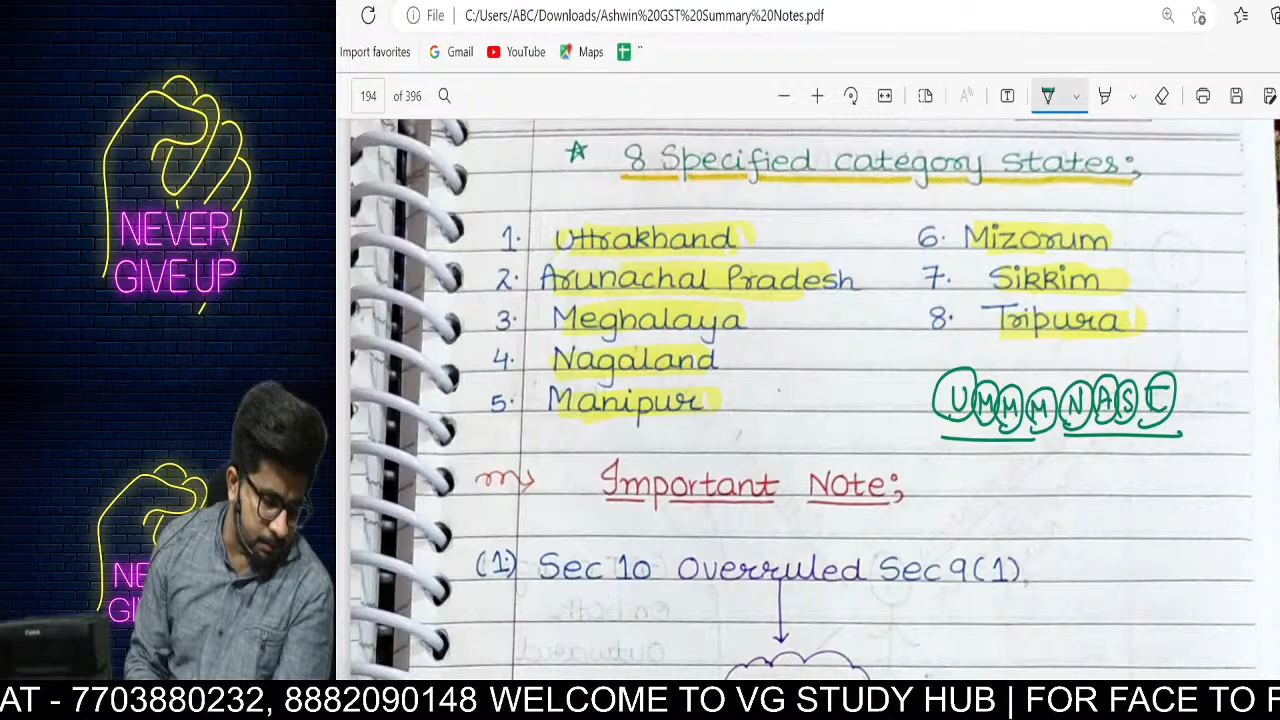 File C:/Users/ABC/Downloads/Ashwin%20GST%20Summary%20Notes.pdf
Import favorites Gmail YouTube Maps
194 of 396
8 Specified category States;
1. Uttrakhand
2. Arunachal Pradesh
3. Meghalaya
4. Nagaland
5. Manipur
6. Mizorum
7. Sikkim
8. Tripura
UMMMNAST
Important Note;
(1) Sec 10 Overruled Sec 9(1)
NEVER
GIVE UP
NE
GI
AT - 7703880232, 8882090148 WELCOME TO VG STUDY HUB | FOR FACE TO F